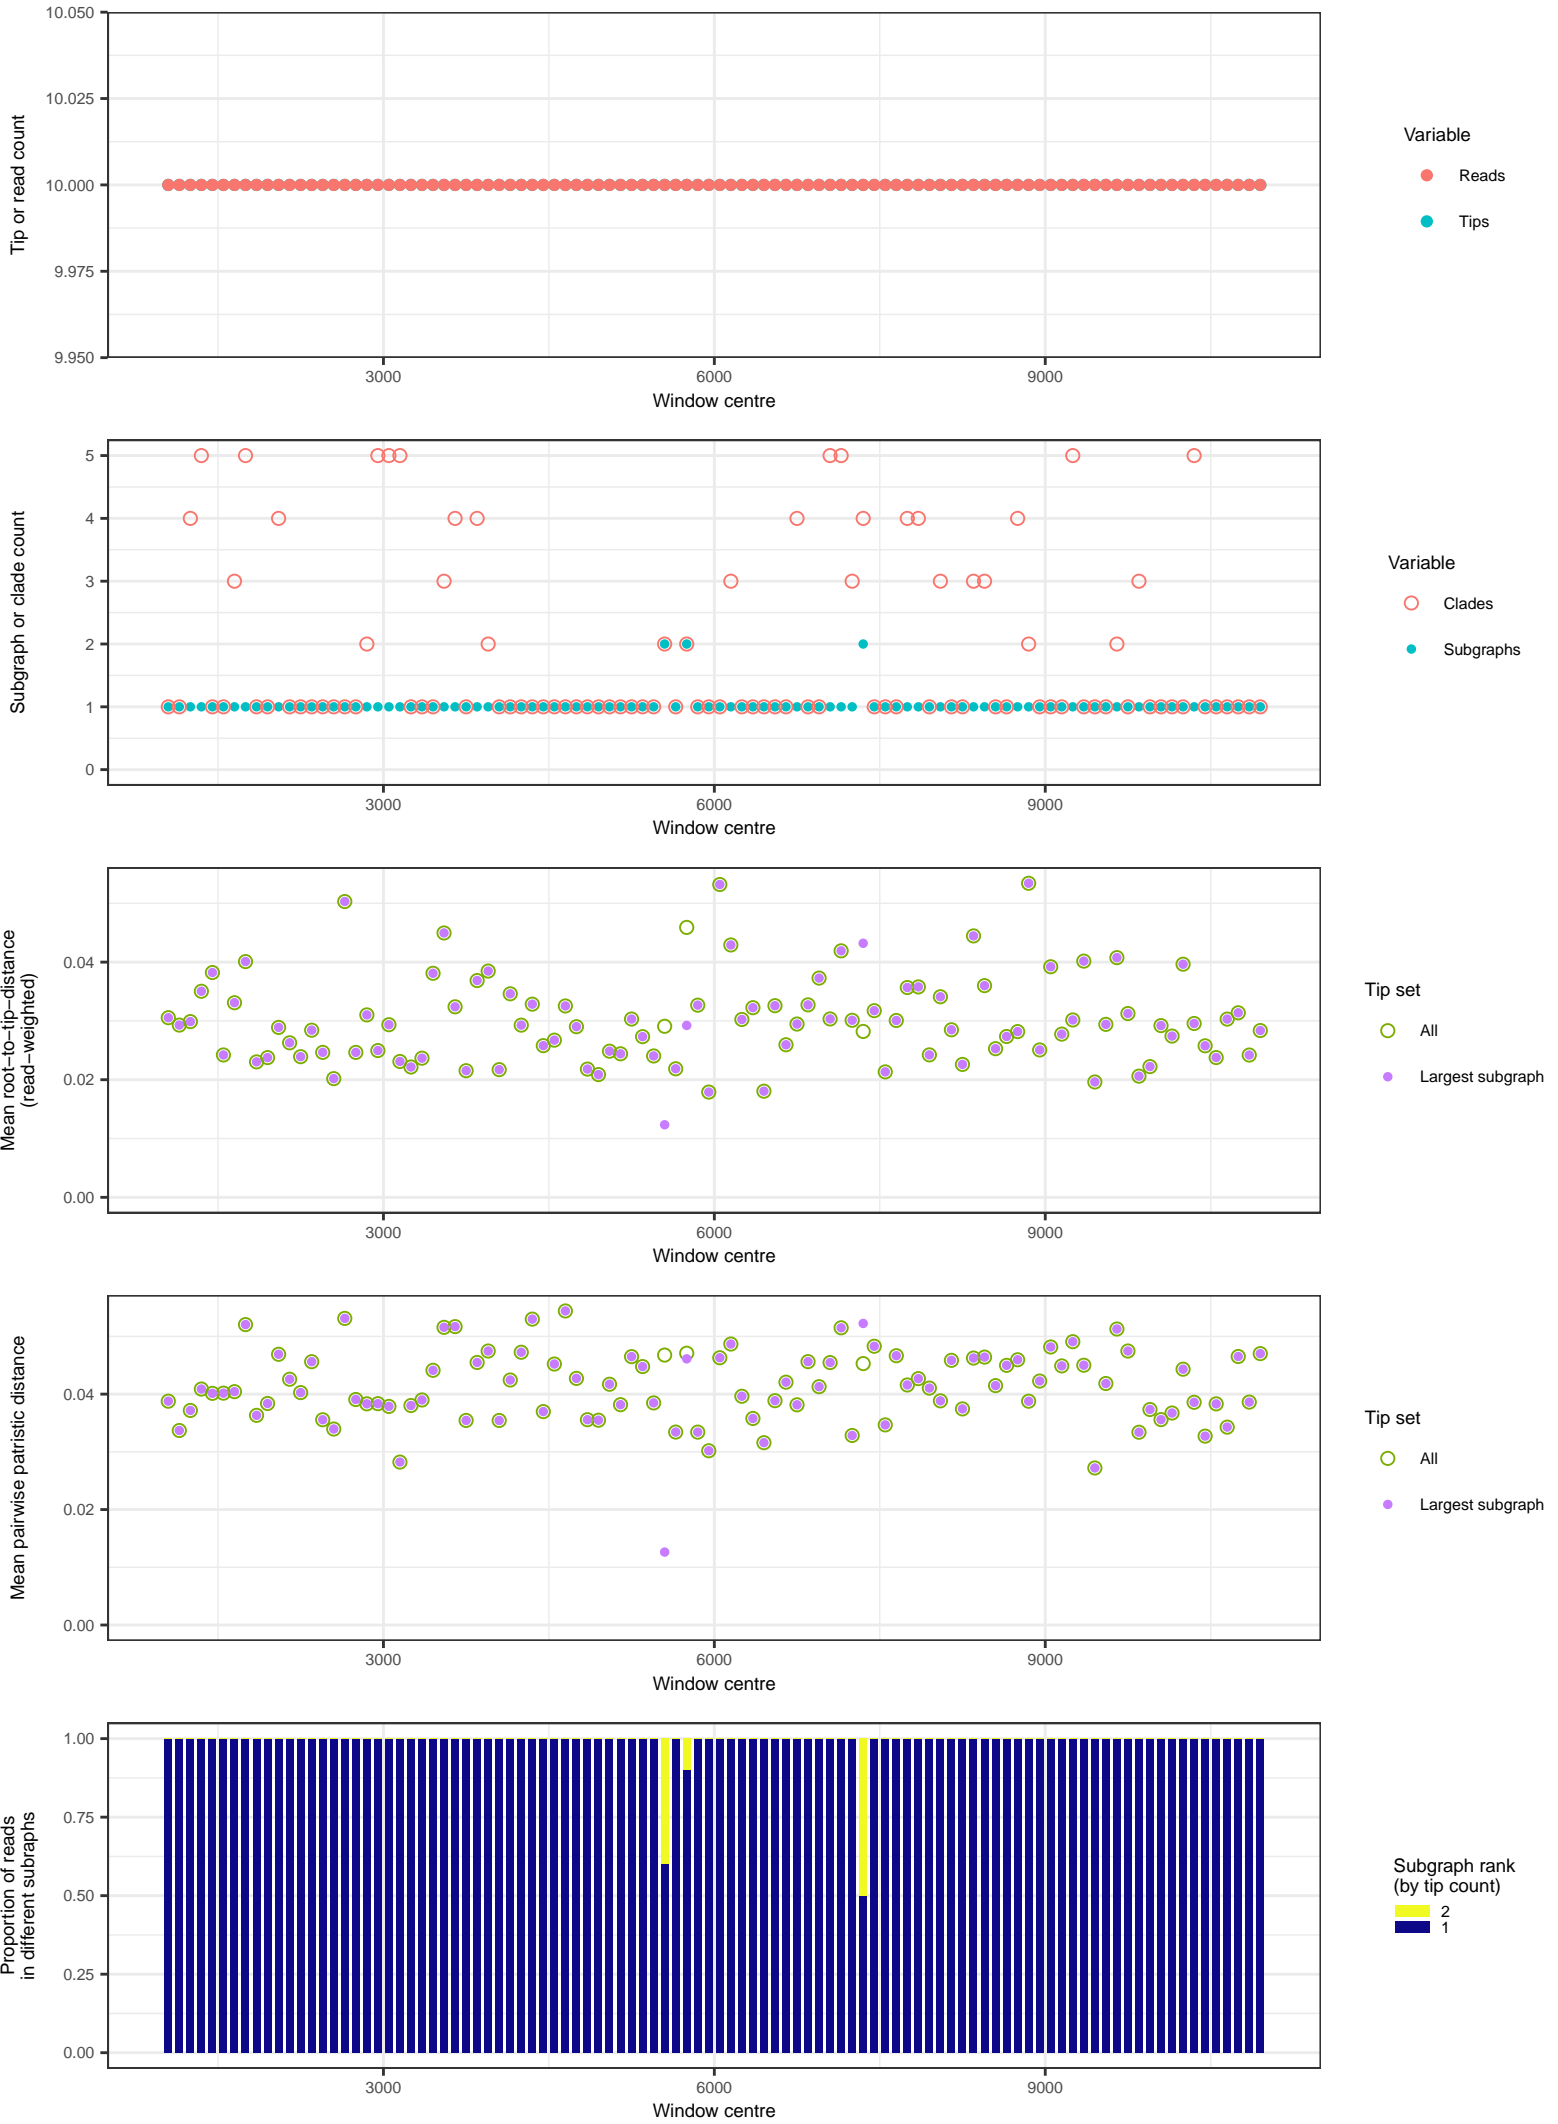 10.050
10.025
10.000
9.975
9.950
Tip or read count
3000
6000
9000
Window centre
Variable
Reads
Tips
5
4
3
2
1
0
Subgraph or clade count
3000
6000
9000
Window centre
Variable
Clades
Subgraphs
0.04
0.02
0.00
Mean root−to−tip−distance
(read−weighted)
3000
6000
9000
Window centre
Tip set
All
Largest subgraph
0.04
0.02
0.00
Mean pairwise patristic distance
3000
6000
9000
Window centre
Tip set
All
Largest subgraph
1.00
0.75
0.50
0.25
0.00
Proportion of reads
in different subraphs
3000
6000
9000
Window centre
Subgraph rank
(by tip count)
2
1